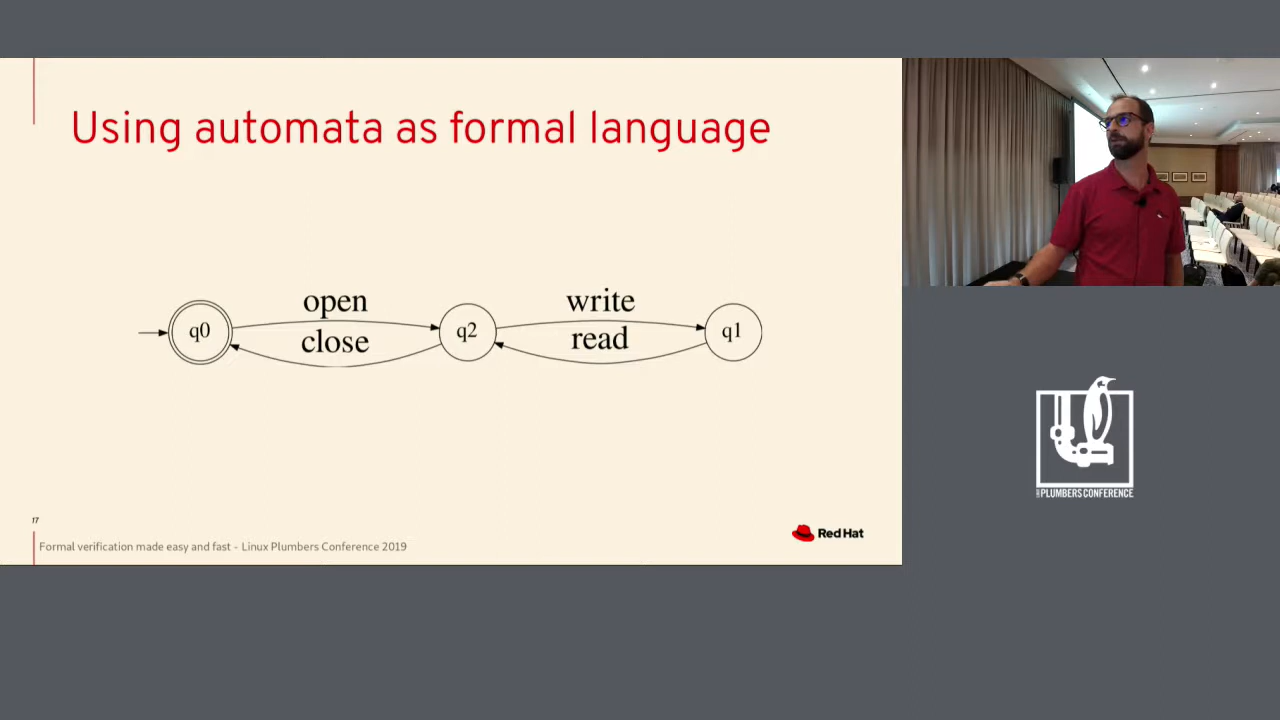 Using automata as formal language
open
close
write
read
q0
q2
q1
17
Formal verification made easy and fast - Linux Plumbers Conference 2019
Red Hat
PLUMBERS CONFERENCE